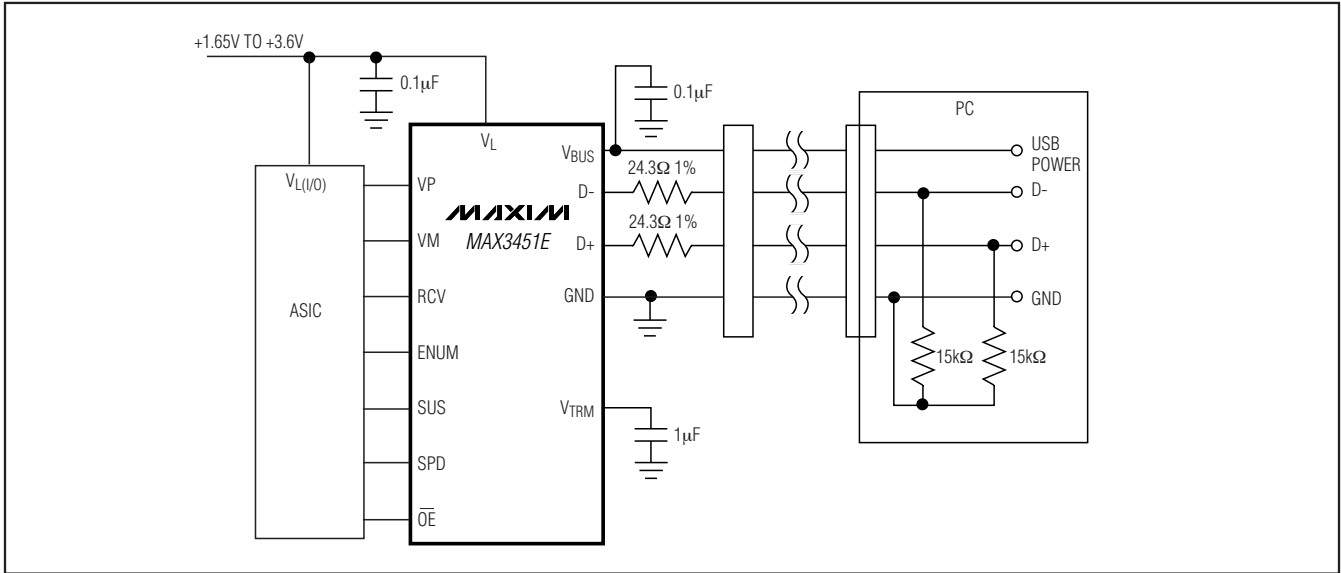 +1.65V TO +3.6V
0.1µF
0.1µF
PC
VL
VBUS
USB
POWER
24.3Ω 1%
VL(I/O)
VP
D-
D-
MAXIM
24.3Ω 1%
MAX3451E
VM
D+
D+
RCV
GND
GND
ASIC
ENUM
15kΩ
15kΩ
SUS
VTRM
1µF
SPD
OE